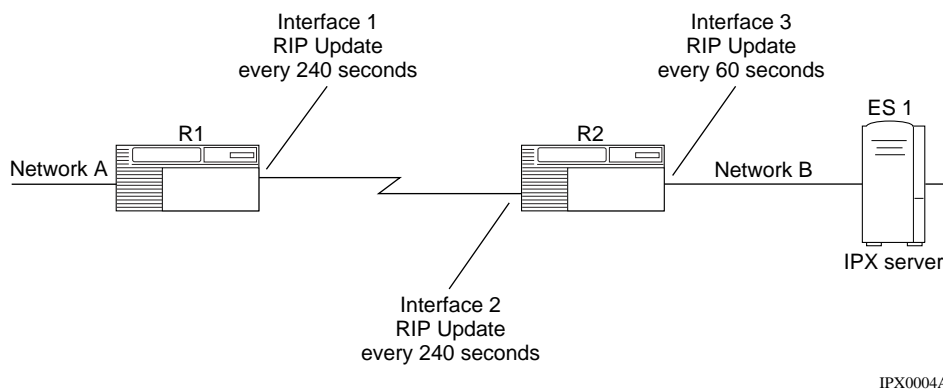 Interface 1
RIP Update
every 240 seconds
Interface 3
RIP Update
every 60 seconds
ES 1
R1
R2
Network A
Network B
IPX server
Interface 2
RIP Update
every 240 seconds
IPX0004A